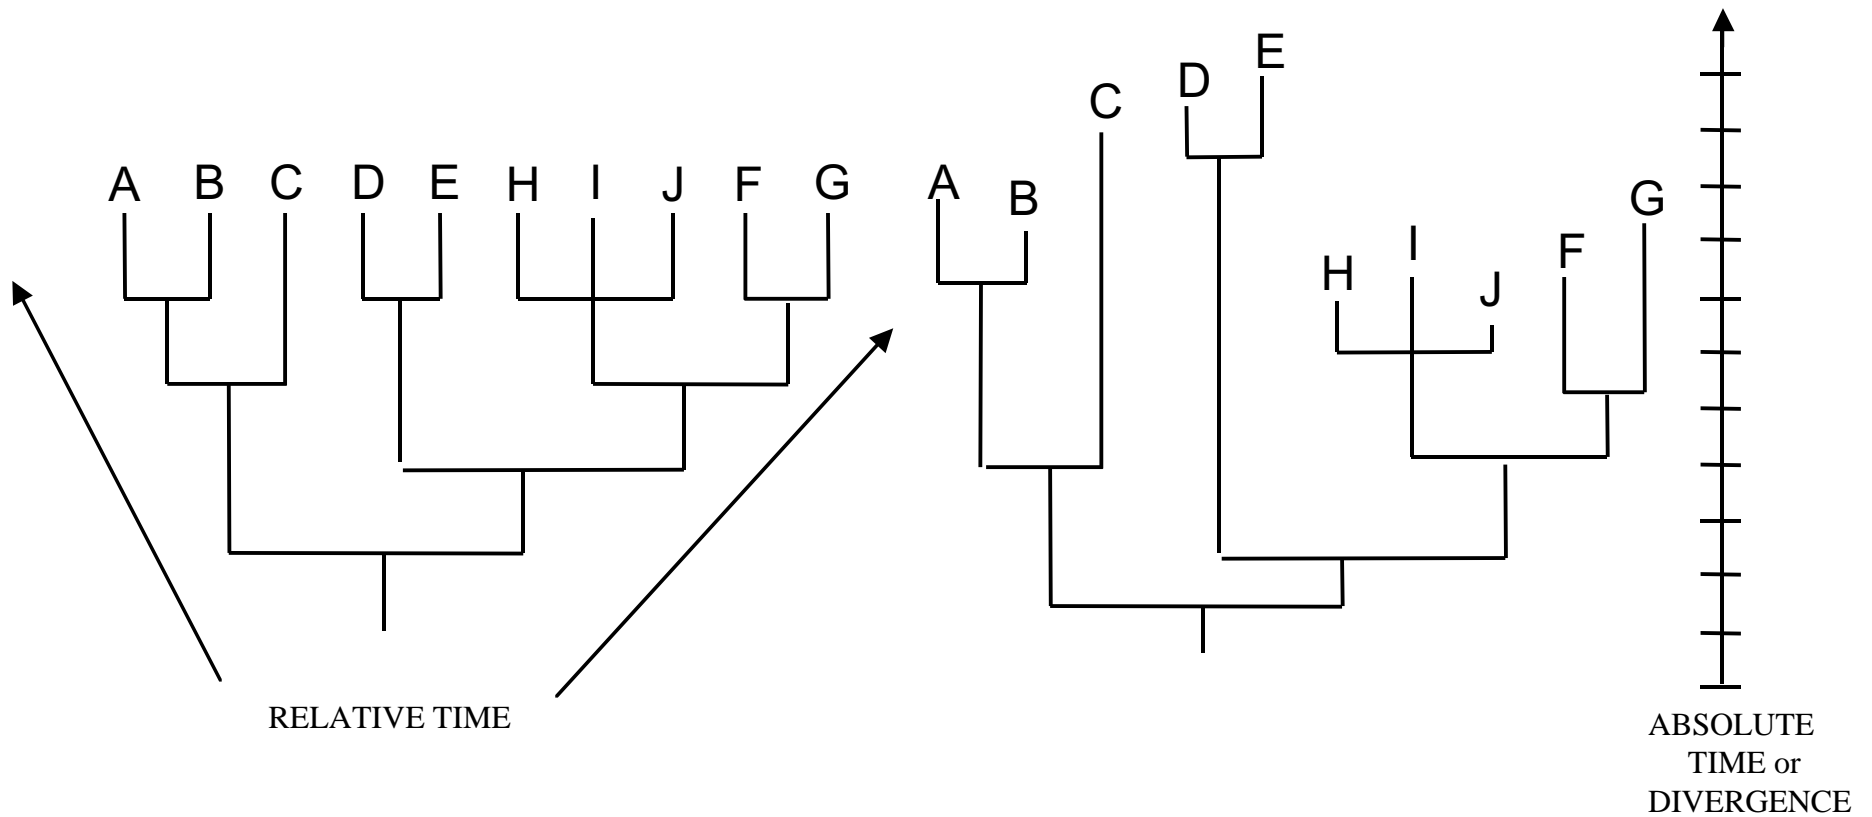 A B C D E H I J F G
A B C D E H I J F G
RELATIVE TIME
ABSOLUTE
TIME or
DIVERGENCE